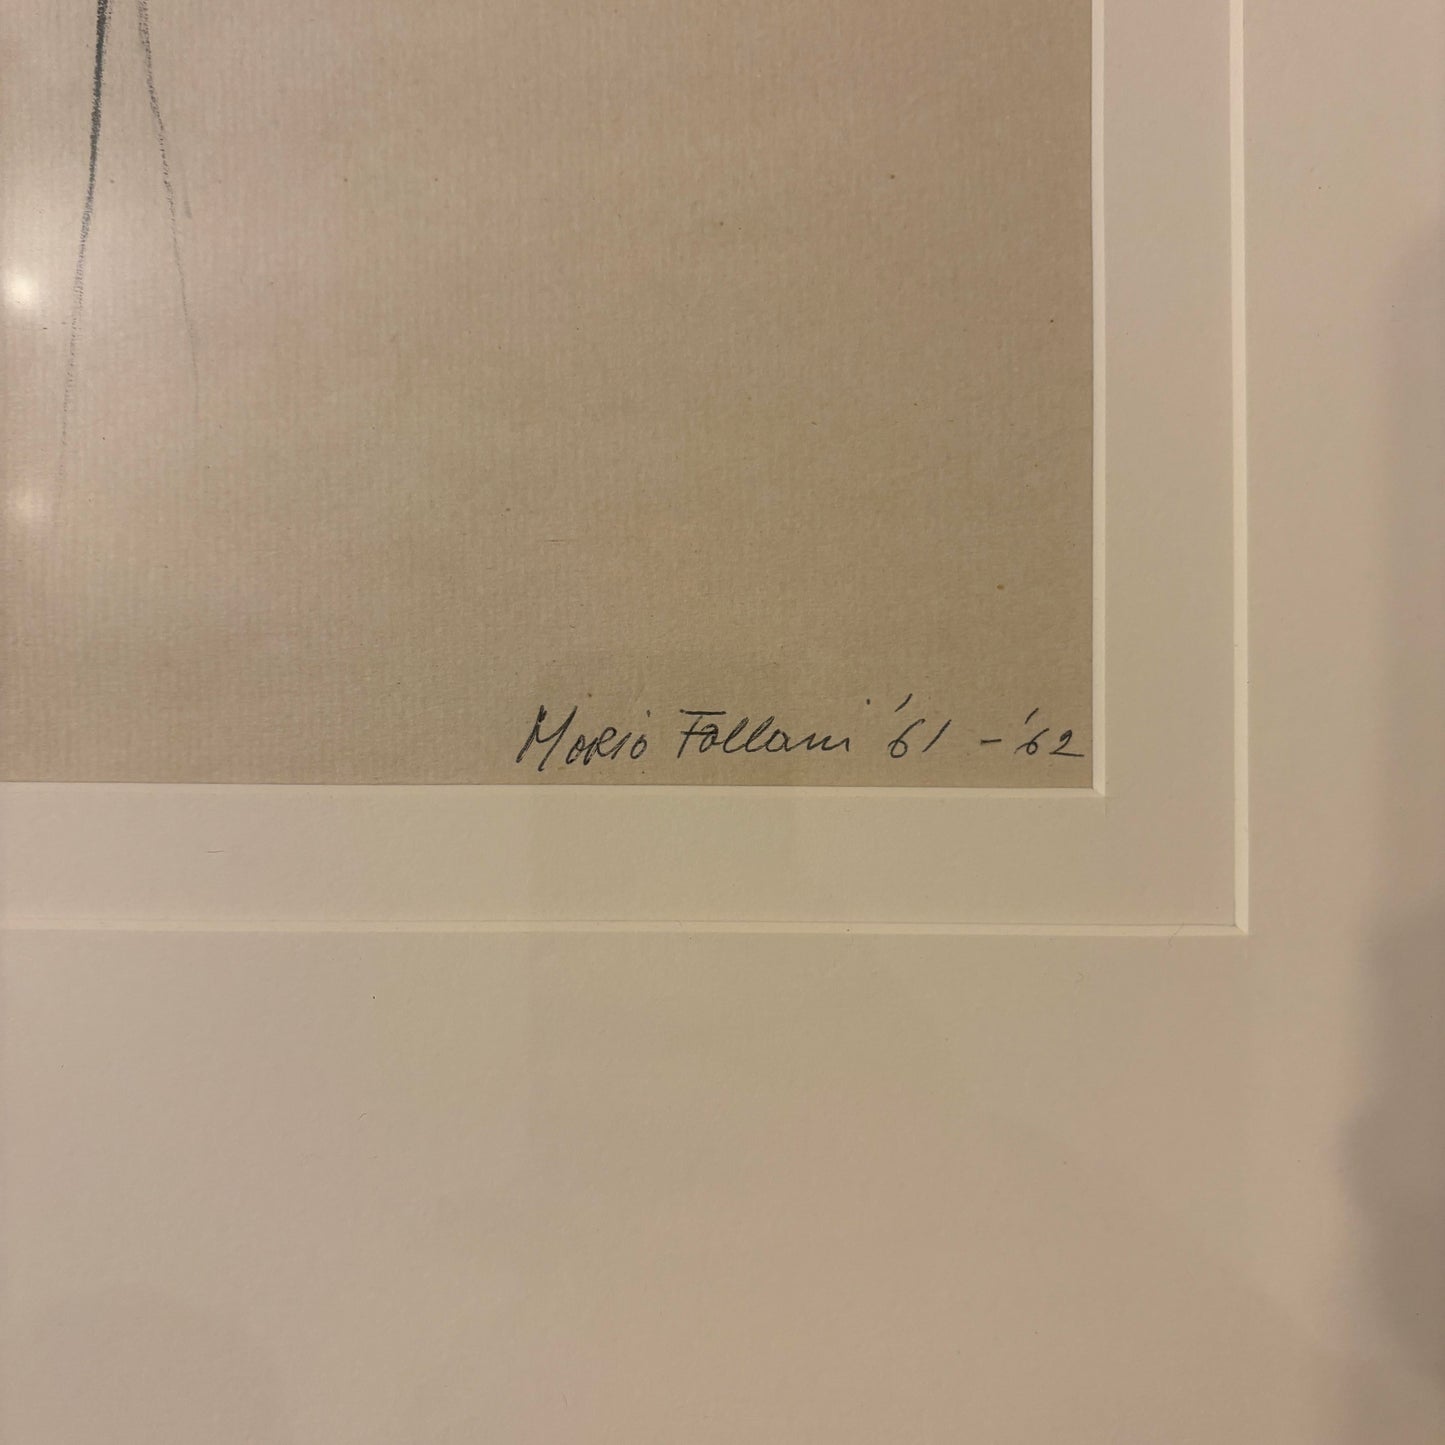 Mario Fallani '61 - '62